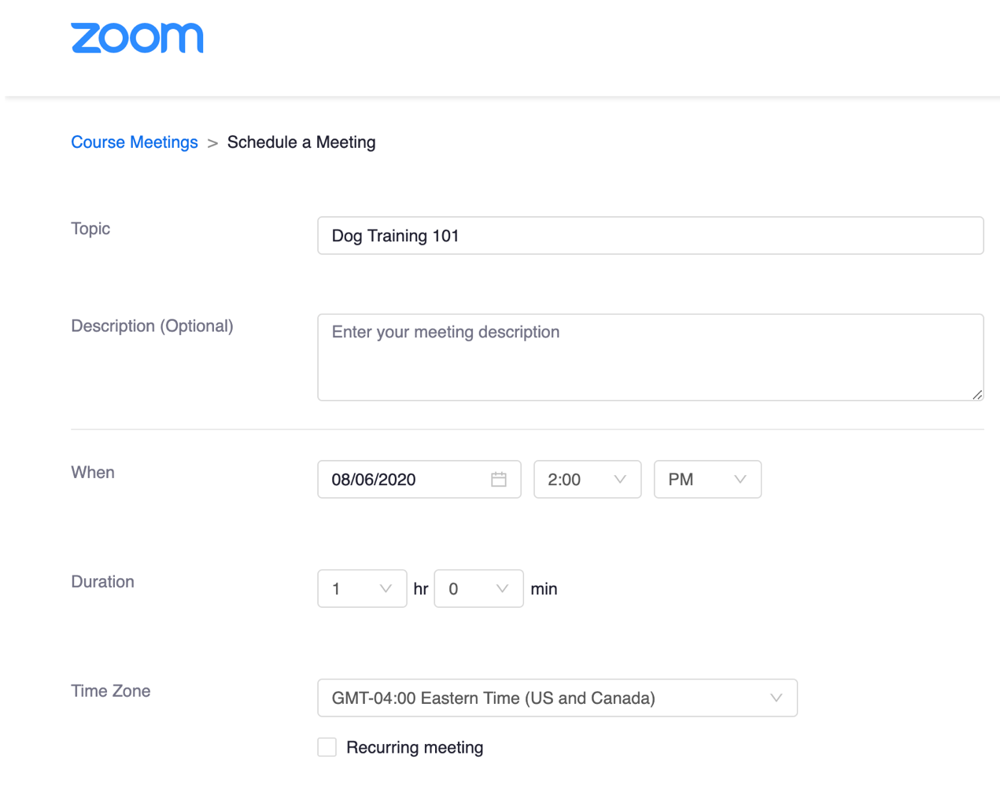 zoom
Course Meetings > Schedule a Meeting
Topic
Dog Training 101
Description (Optional)
Enter your meeting description
When
08/06/2020 2:00 PM
Duration
1 hr 0 min
Time Zone
GMT-04:00 Eastern Time (US and Canada)
Recurring meeting